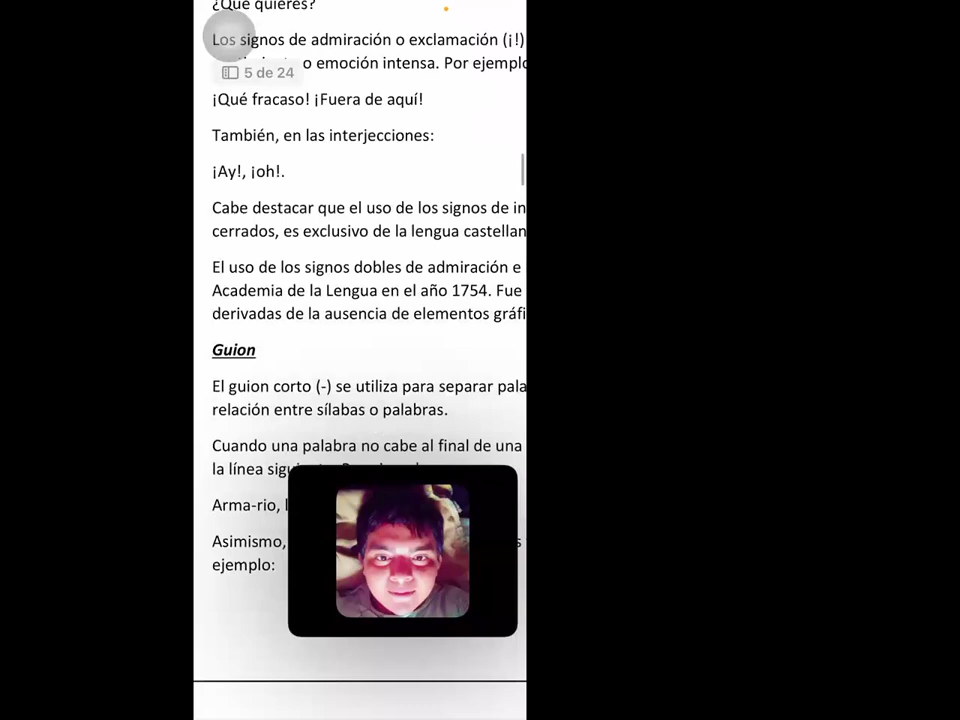 ¿Qué quieres?
Los signos de admiración o exclamación (¡!)
o emoción intensa. Por ejemplo
5 de 24
¡Qué fracaso! ¡Fuera de aquí!
También, en las interjecciones:
¡Ay!, ¡oh!.
Cabe destacar que el uso de los signos de in
cerrados, es exclusivo de la lengua castellan
El uso de los signos dobles de admiración e
Academia de la Lengua en el año 1754. Fue
derivadas de la ausencia de elementos gráfi
Guion
El guion corto (-) se utiliza para separar pala
relación entre sílabas o palabras.
Cuando una palabra no cabe al final de una
la línea
Arma-rio,
Asimismo,
ejemplo: